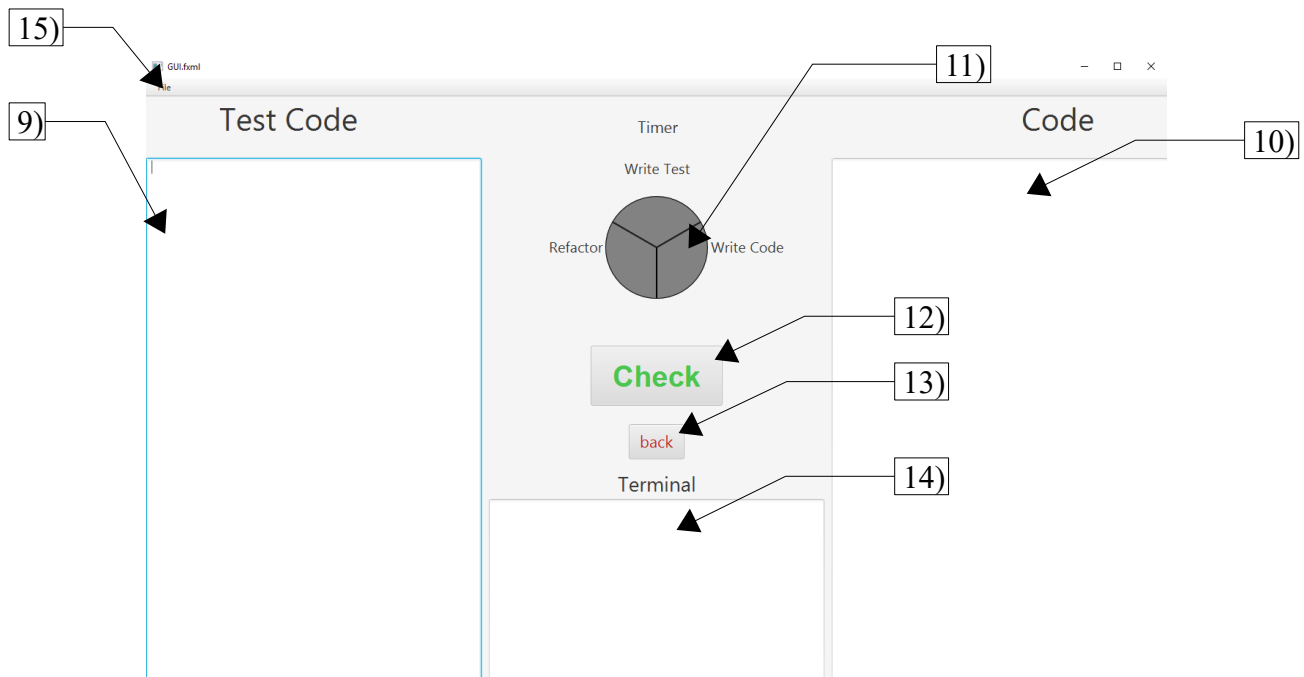 15)
11)
GUI.fxml
File
9)
Test Code
Timer
Code
10)
Write Test
Refactor
Write Code
12)
Check
13)
back
Terminal
14)